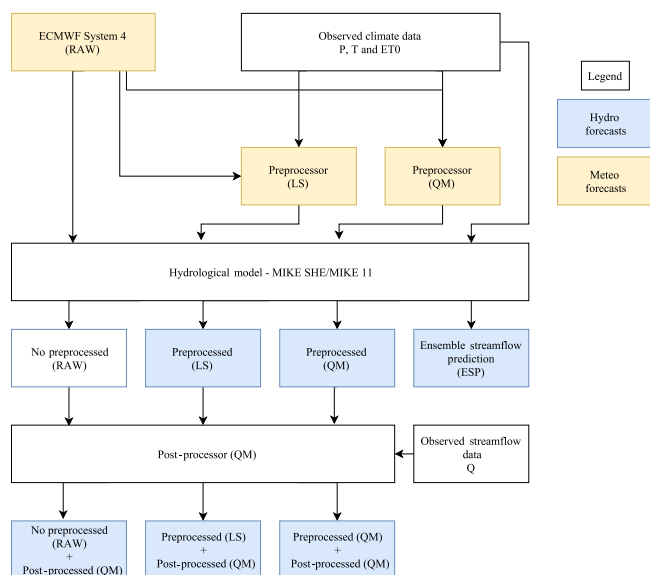 ECMWF System 4
(RAW)
Observed climate data
P, T and ET0
Legend
Hydro
forecasts
Meteo
forecasts
Preprocessor
(LS)
Preprocessor
(QM)
Hydrological model - MIKE SHE/MIKE 11
No preprocessed
(RAW)
Preprocessed
(LS)
Preprocessed
(QM)
Ensemble streamflow
prediction
(ESP)
Post-processor (QM)
Observed streamflow
data
Q
No preprocessed
(RAW)
+
Post-processed (QM)
Preprocessed (LS)
+
Post-processed (QM)
Preprocessed (QM)
+
Post-processed (QM)